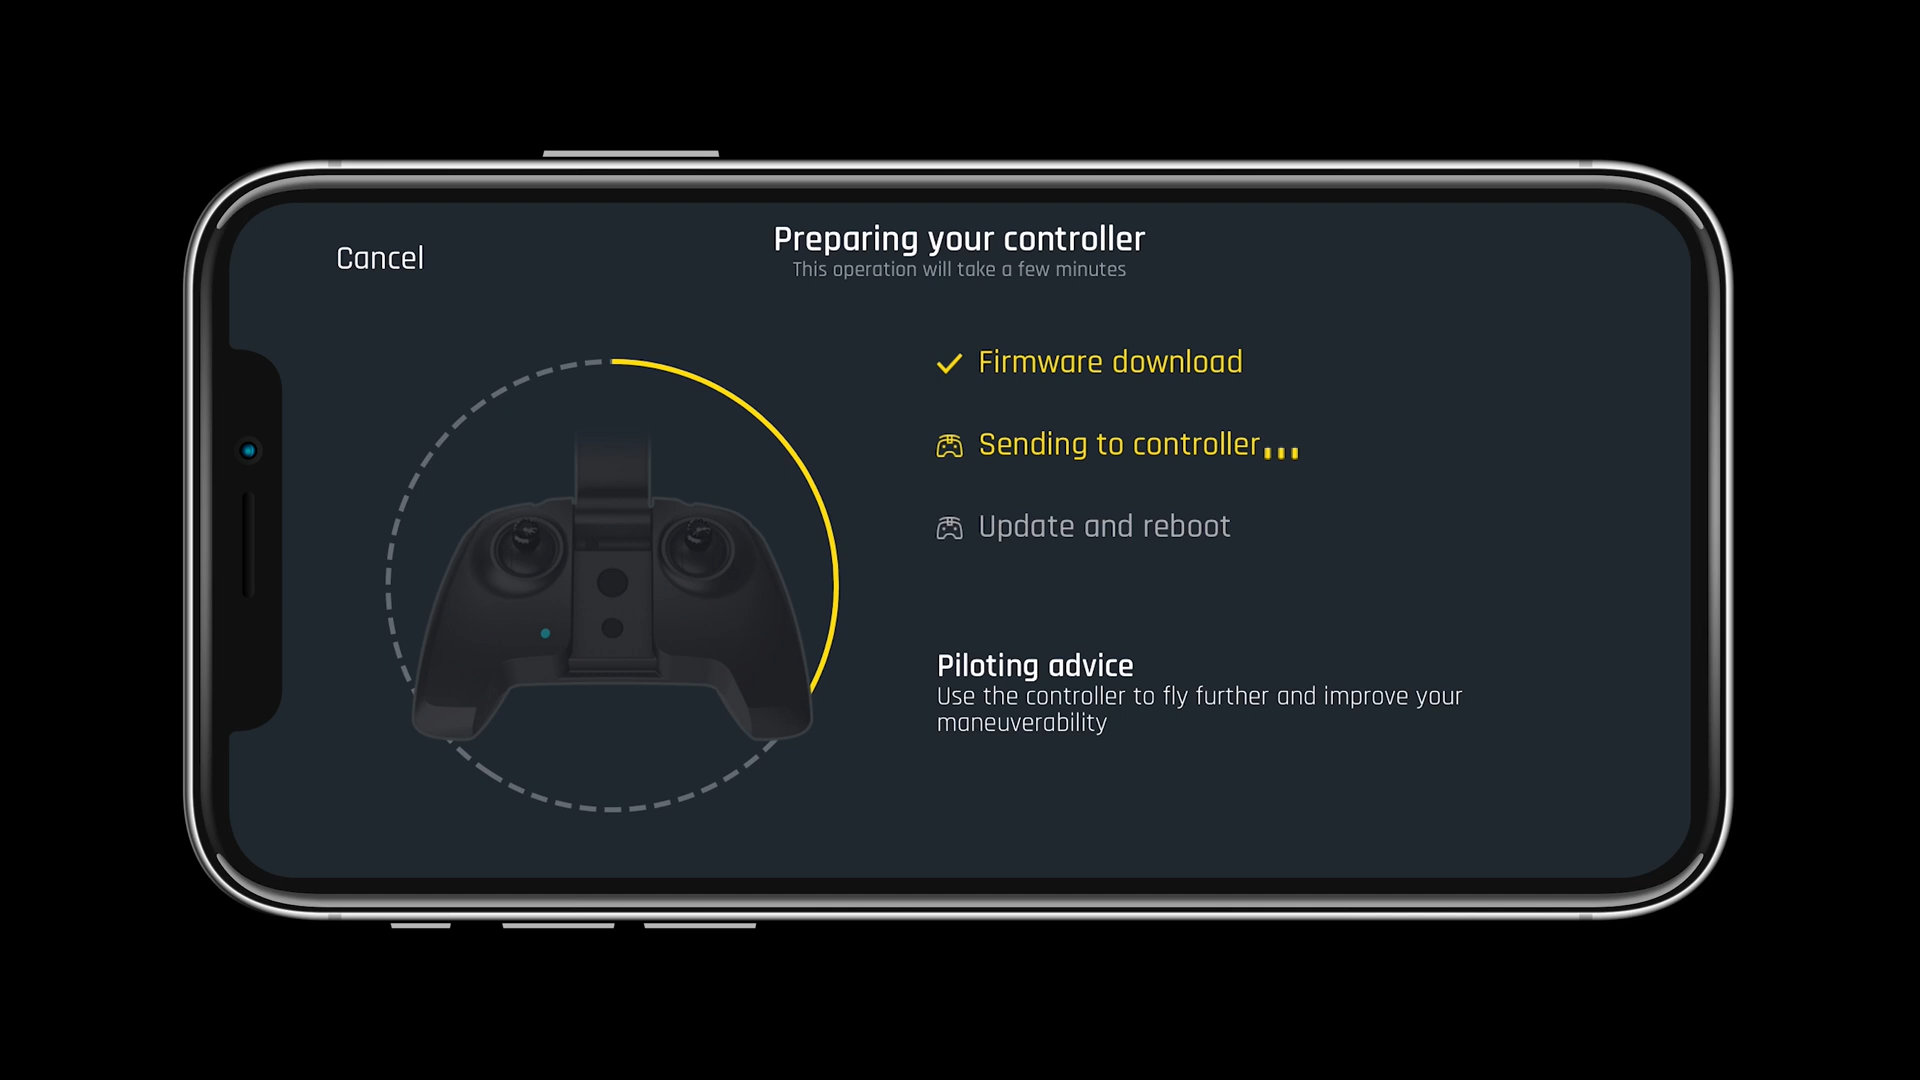 Cancel
Preparing your controller
This operation will take a few minutes
Firmware download
Sending to controller...
Update and reboot
Piloting advice
Use the controller to fly further and improve your
maneuverability